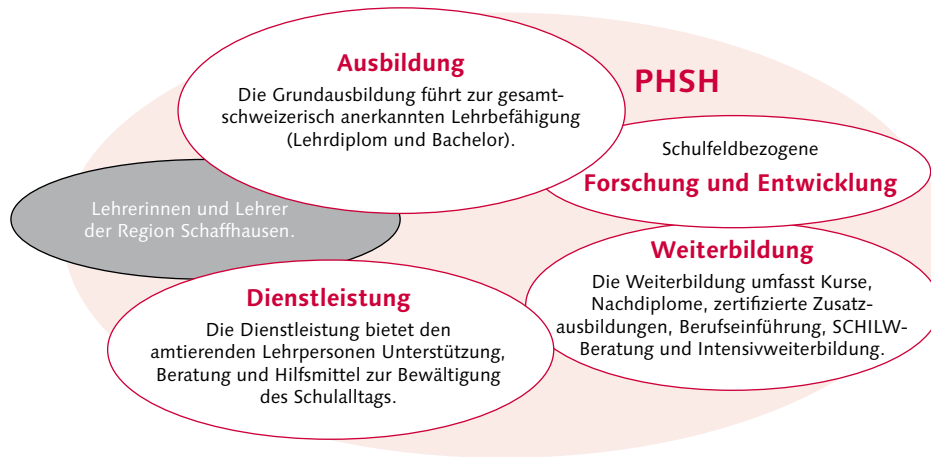 Ausbildung
Die Grundausbildung führt zur gesamt-
schweizerisch anerkannten Lehrbefähigung
(Lehrdiplom und Bachelor).
PHSH
Schulfeldbezogene
Forschung und Entwicklung
Lehrerinnen und Lehrer
der Region Schaffhausen.
Weiterbildung
Die Weiterbildung umfasst Kurse,
Nachdiplome, zertifizierte Zusatz-
ausbildungen, Berufseinführung, SCHILW-
Beratung und Intensivweiterbildung.
Dienstleistung
Die Dienstleistung bietet den
amtierenden Lehrpersonen Unterstützung,
Beratung und Hilfsmittel zur Bewältigung
des Schulalltags.